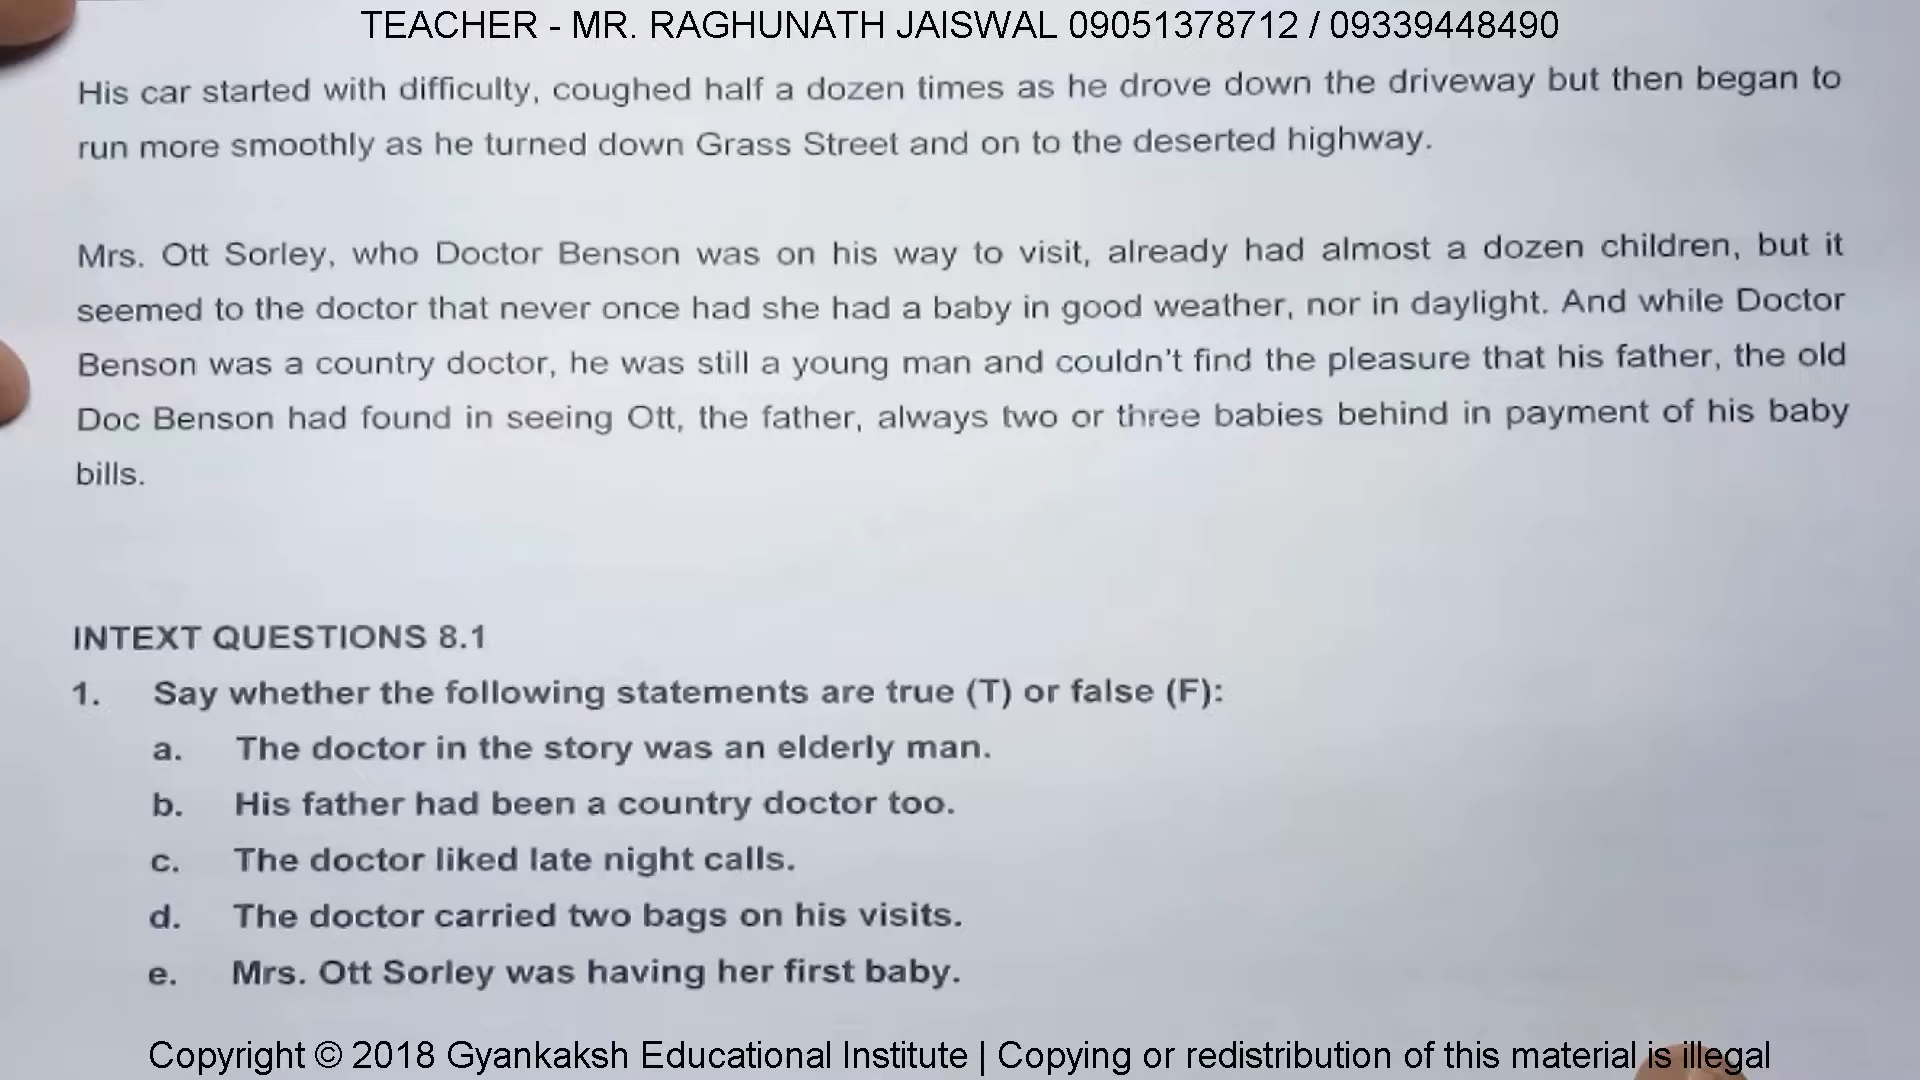 TEACHER - MR. RAGHUNATH JAISWAL 09051378712 / 09339448490
His car started with difficulty, coughed half a dozen times as he drove down the driveway but then began to
run more smoothly as he turned down Grass Street and on to the deserted highway.
Mrs. Ott Sorley, who Doctor Benson was on his way to visit, already had almost a dozen children, but it
seemed to the doctor that never once had she had a baby in good weather, nor in daylight. And while Doctor
Benson was a country doctor, he was still a young man and couldn't find the pleasure that his father, the old
Doc Benson had found in seeing Ott, the father, always two or three babies behind in payment of his baby
bills.
INTEXT QUESTIONS 8.1
1. Say whether the following statements are true (T) or false (F):
a. The doctor in the story was an elderly man.
b. His father had been a country doctor too.
c. The doctor liked late night calls.
d. The doctor carried two bags on his visits.
e. Mrs. Ott Sorley was having her first baby.
Copyright © 2018 Gyankaksh Educational Institute | Copying or redistribution of this material is illegal